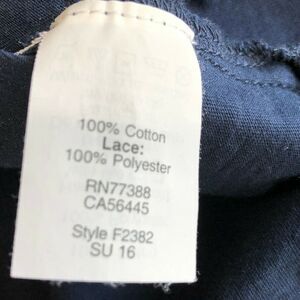 100% Cotton
Lace:
100% Polyester
RN77388
CA56445
Style F2382
SU 16